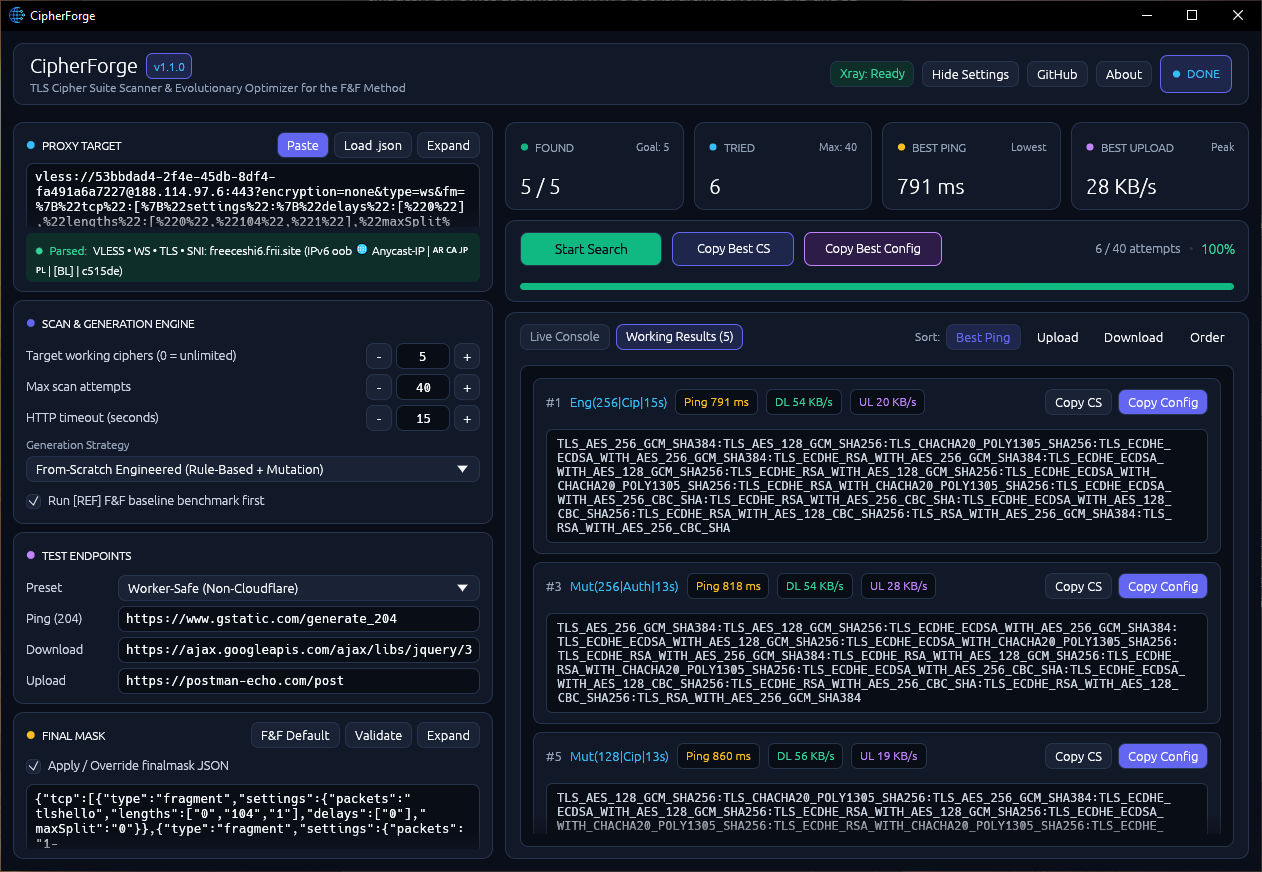 CipherForge
CipherForge v1.1.0
TLS Cipher Suite Scanner & Evolutionary Optimizer for the F&F Method
Xray: Ready
Hide Settings
GitHub
About
DONE
PROXY TARGET
Paste
Load .json
Expand
vless://53bbdad4-2f4e-45db-8df4-
fa491a6a7227@188.114.97.6:443?encryption=none&type=ws&fm=
%7B%22tcp%22:[%7B%22settings%22:%7B%22delays%22:[%220%22]
,%22lengths%22:[%220%22,%22104%22,%221%22],%22maxSplit%
Parsed: VLESS • WS • TLS • SNI: freeceshi6.frii.site (IPv6 oob 🌐 Anycast-IP | AR CA JP
PL | [BL] | c515de)
SCAN & GENERATION ENGINE
Target working ciphers (0 = unlimited)
- 5 +
Max scan attempts
- 40 +
HTTP timeout (seconds)
- 15 +
Generation Strategy
From-Scratch Engineered (Rule-Based + Mutation)
Run [REF] F&F baseline benchmark first
TEST ENDPOINTS
Preset
Worker-Safe (Non-Cloudflare)
Ping (204)
https://www.gstatic.com/generate_204
Download
https://ajax.googleapis.com/ajax/libs/jquery/3
Upload
https://postman-echo.com/post
FINAL MASK
F&F Default
Validate
Expand
Apply / Override finalmask JSON
{"tcp":[{"type":"fragment","settings":{"packets":"
tlshello","lengths":["0","104","1"],"delays":["0"],"
maxSplit":"0"}},{"type":"fragment","settings":{"packets":
"1-
FOUND
Goal: 5
5 / 5
TRIED
Max: 40
6
BEST PING
Lowest
791 ms
BEST UPLOAD
Peak
28 KB/s
Start Search
Copy Best CS
Copy Best Config
6 / 40 attempts • 100%
Live Console
Working Results (5)
Sort:
Best Ping
Upload
Download
Order
#1 Eng(256|Cip|15s) Ping 791 ms DL 54 KB/s UL 20 KB/s
Copy CS
Copy Config
TLS_AES_256_GCM_SHA384:TLS_AES_128_GCM_SHA256:TLS_CHACHA20_POLY1305_SHA256:TLS_ECDHE_
ECDSA_WITH_AES_256_GCM_SHA384:TLS_ECDHE_RSA_WITH_AES_256_GCM_SHA384:TLS_ECDHE_ECDSA_
WITH_AES_128_GCM_SHA256:TLS_ECDHE_RSA_WITH_AES_128_GCM_SHA256:TLS_ECDHE_ECDSA_WITH_
CHACHA20_POLY1305_SHA256:TLS_ECDHE_RSA_WITH_CHACHA20_POLY1305_SHA256:TLS_ECDHE_ECDSA_
WITH_AES_256_CBC_SHA:TLS_ECDHE_RSA_WITH_AES_256_CBC_SHA:TLS_ECDHE_ECDSA_WITH_AES_128_
CBC_SHA256:TLS_ECDHE_RSA_WITH_AES_128_CBC_SHA256:TLS_RSA_WITH_AES_256_GCM_SHA384:TLS_
RSA_WITH_AES_256_CBC_SHA
#3 Mut(256|Auth|13s) Ping 818 ms DL 54 KB/s UL 28 KB/s
Copy CS
Copy Config
TLS_AES_256_GCM_SHA384:TLS_AES_128_GCM_SHA256:TLS_ECDHE_ECDSA_WITH_AES_256_GCM_SHA384:
TLS_ECDHE_ECDSA_WITH_AES_128_GCM_SHA256:TLS_ECDHE_ECDSA_WITH_CHACHA20_POLY1305_SHA256:
TLS_ECDHE_RSA_WITH_AES_256_GCM_SHA384:TLS_ECDHE_RSA_WITH_AES_128_GCM_SHA256:TLS_ECDHE_
RSA_WITH_CHACHA20_POLY1305_SHA256:TLS_ECDHE_ECDSA_WITH_AES_256_CBC_SHA:TLS_ECDHE_ECDSA_
WITH_AES_128_CBC_SHA256:TLS_ECDHE_RSA_WITH_AES_256_CBC_SHA:TLS_ECDHE_RSA_WITH_AES_128_
CBC_SHA256:TLS_RSA_WITH_AES_256_GCM_SHA384
#5 Mut(128|Cip|13s) Ping 860 ms DL 56 KB/s UL 19 KB/s
Copy CS
Copy Config
TLS_AES_128_GCM_SHA256:TLS_CHACHA20_POLY1305_SHA256:TLS_AES_256_GCM_SHA384:TLS_ECDHE_
ECDSA_WITH_AES_128_GCM_SHA256:TLS_ECDHE_RSA_WITH_AES_128_GCM_SHA256:TLS_ECDHE_ECDSA_
WITH_CHACHA20_POLY1305_SHA256:TLS_ECDHE_RSA_WITH_CHACHA20_POLY1305_SHA256:TLS_ECDHE_